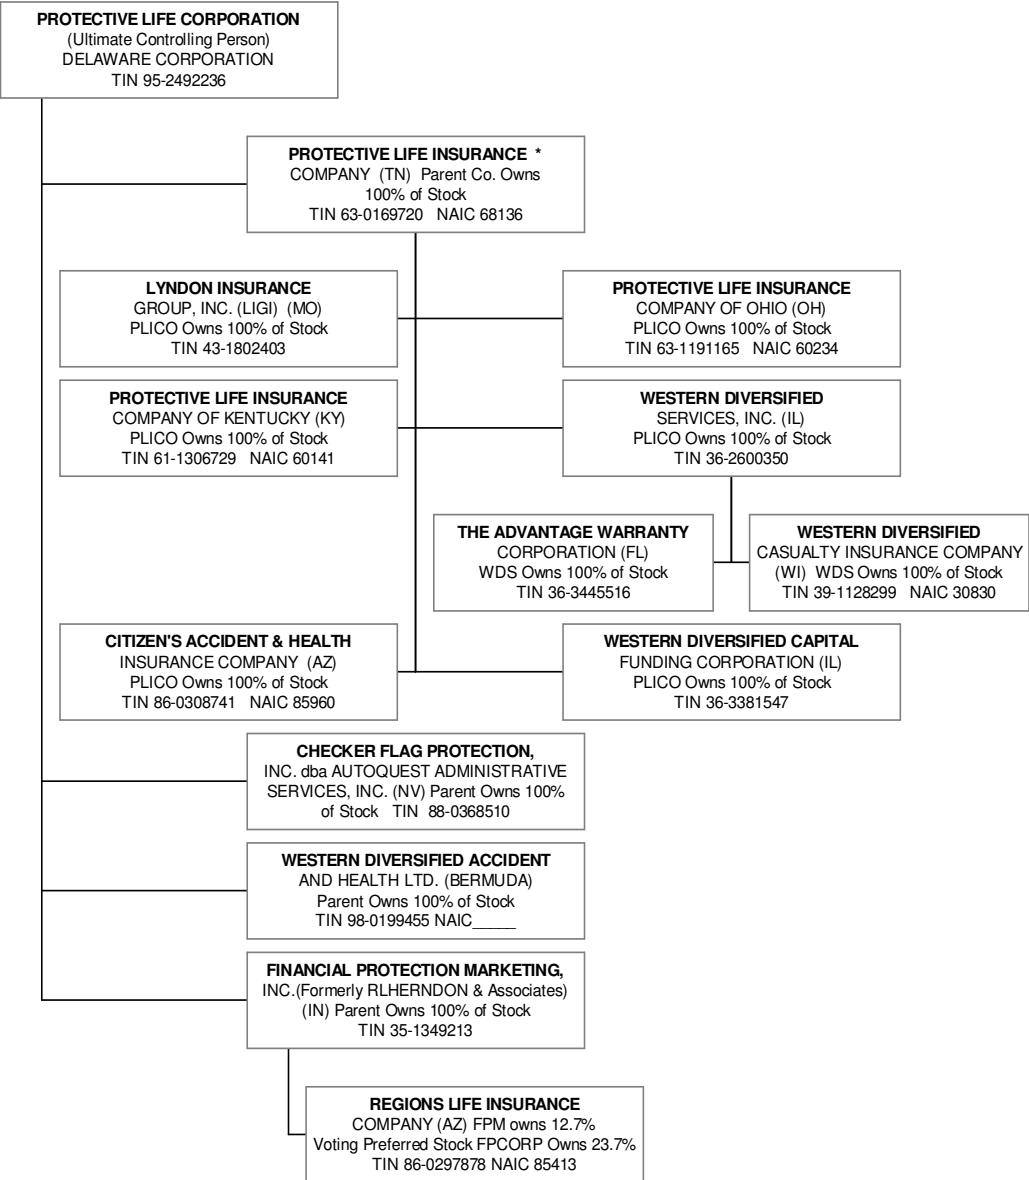 PROTECTIVE LIFE CORPORATION
(Ultimate Controlling Person)
DELAWARE CORPORATION
TIN 95-2492236
PROTECTIVE LIFE INSURANCE *
COMPANY (TN) Parent Co. Owns
100% of Stock
TIN 63-0169720 NAIC 68136
LYNDON INSURANCE
GROUP, INC. (LIGI) (MO)
PLICO Owns 100% of Stock
TIN 43-1802403
PROTECTIVE LIFE INSURANCE
COMPANY OF OHIO (OH)
PLICO Owns 100% of Stock
TIN 63-1191165 NAIC 60234
PROTECTIVE LIFE INSURANCE
COMPANY OF KENTUCKY (KY)
PLICO Owns 100% of Stock
TIN 61-1306729 NAIC 60141
WESTERN DIVERSIFIED
SERVICES, INC. (IL)
PLICO Owns 100% of Stock
TIN 36-2600350
THE ADVANTAGE WARRANTY
CORPORATION (FL)
WDS Owns 100% of Stock
TIN 36-3445516
WESTERN DIVERSIFIED
CASUALTY INSURANCE COMPANY
(WI) WDS Owns 100% of Stock
TIN 39-1128299 NAIC 30830
CITIZEN'S ACCIDENT & HEALTH
INSURANCE COMPANY (AZ)
PLICO Owns 100% of Stock
TIN 86-0308741 NAIC 85960
WESTERN DIVERSIFIED CAPITAL
FUNDING CORPORATION (IL)
PLICO Owns 100% of Stock
TIN 36-3381547
CHECKER FLAG PROTECTION,
INC. dba AUTOQUEST ADMINISTRATIVE
SERVICES, INC. (NV) Parent Owns 100%
of Stock TIN 88-0368510
WESTERN DIVERSIFIED ACCIDENT
AND HEALTH LTD. (BERMUDA)
Parent Owns 100% of Stock
TIN 98-0199455 NAIC_____
FINANCIAL PROTECTION MARKETING,
INC.(Formerly RLHERNDON & Associates)
(IN) Parent Owns 100% of Stock
TIN 35-1349213
REGIONS LIFE INSURANCE
COMPANY (AZ) FPM owns 12.7%
Voting Preferred Stock FPCORP Owns 23.7%
TIN 86-0297878 NAIC 85413